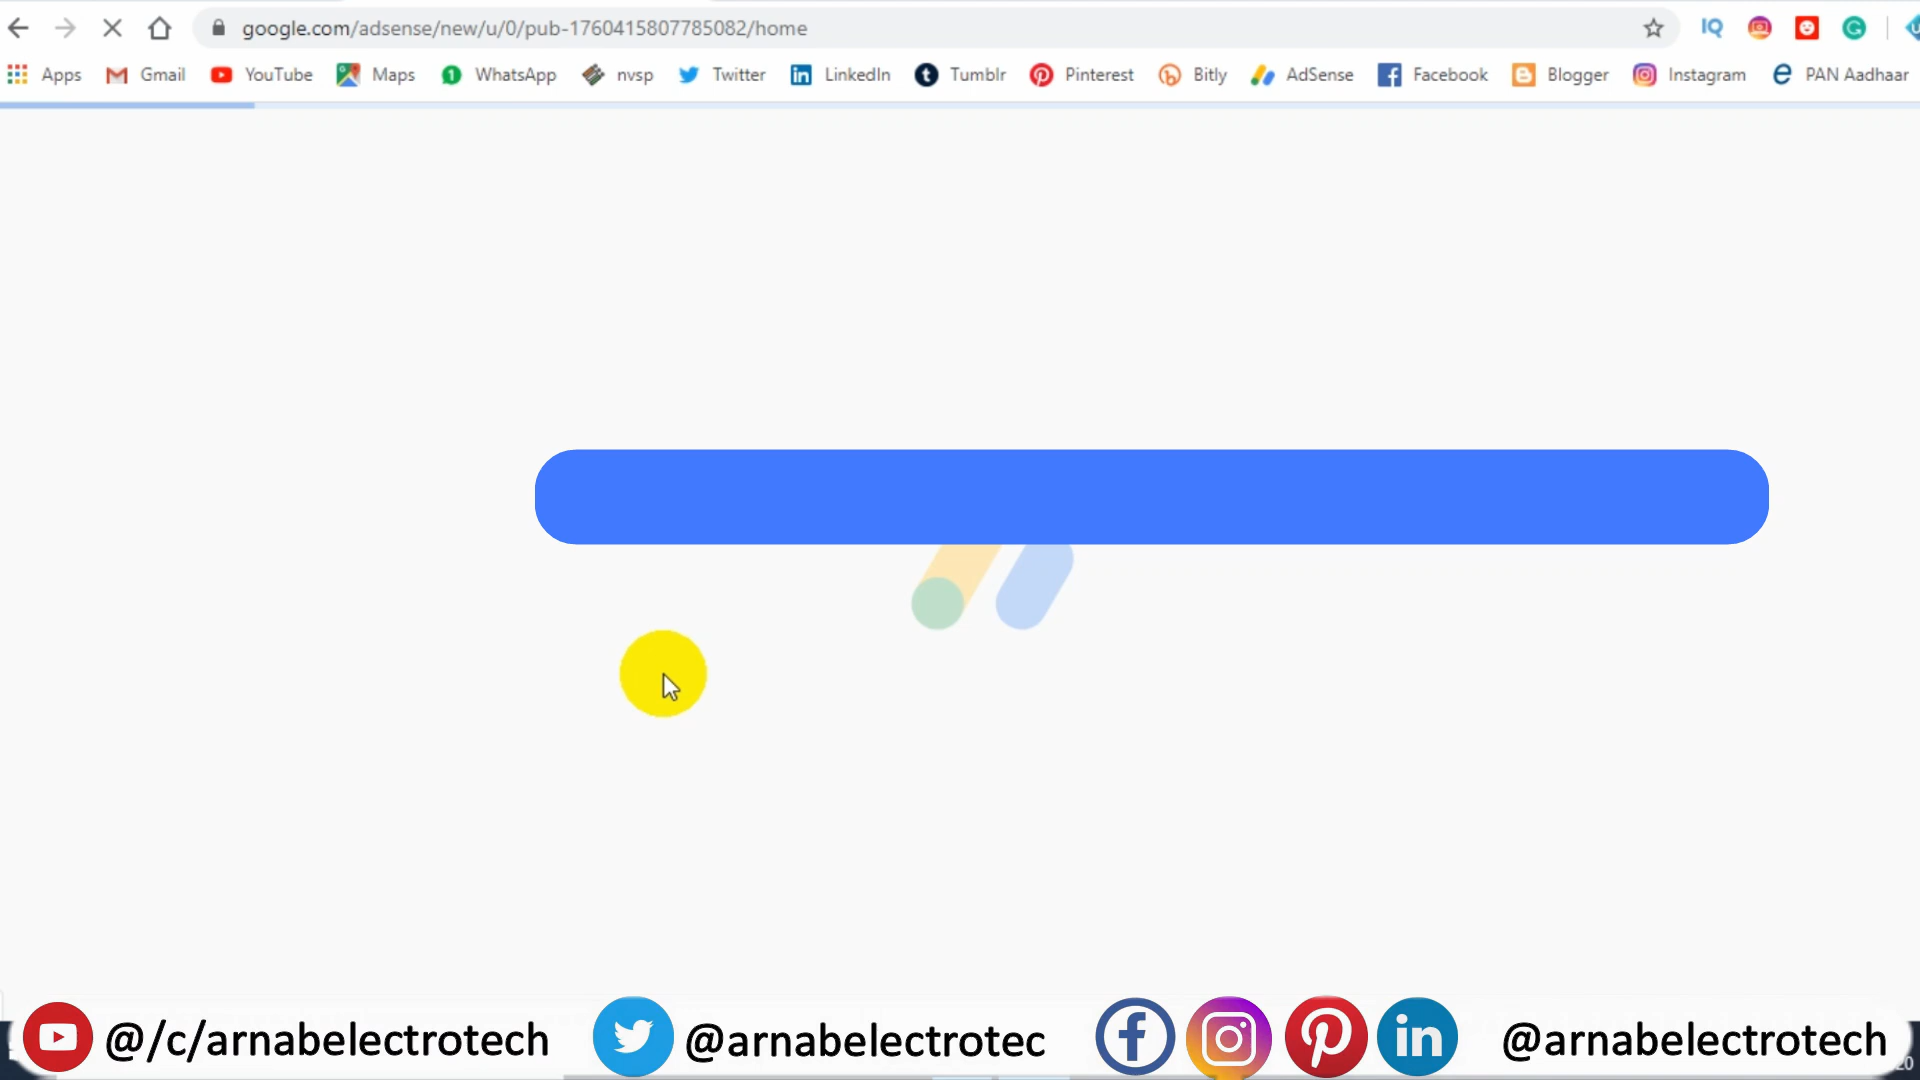 google.com/adsense/new/u/0/pub-1760415807785082/home
IQ
Apps Gmail YouTube Maps WhatsApp nvsp Twitter LinkedIn Tumblr Pinterest Bitly AdSense Facebook Blogger Instagram PAN Aadhaar
@/c/arnabelectrotech @arnabelectrotec @arnabelectrotech